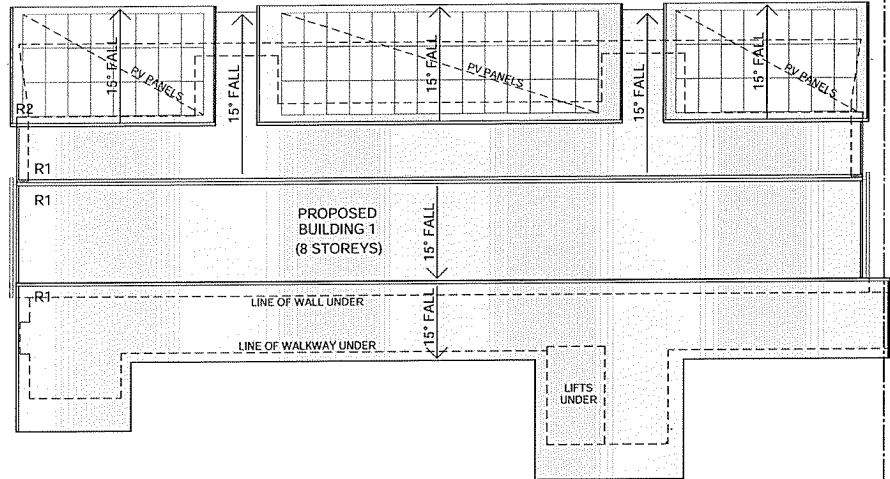 15° FALL
15° FALL
15° FALL
15° FALL
15° FALL
PV PANELS
PV PANELS
PV PANELS
R2
R1
R1
PROPOSED
BUILDING 1
(8 STOREYS)
15° FALL
R1
LINE OF WALL UNDER
15° FALL
LINE OF WALKWAY UNDER
LIFTS
UNDER